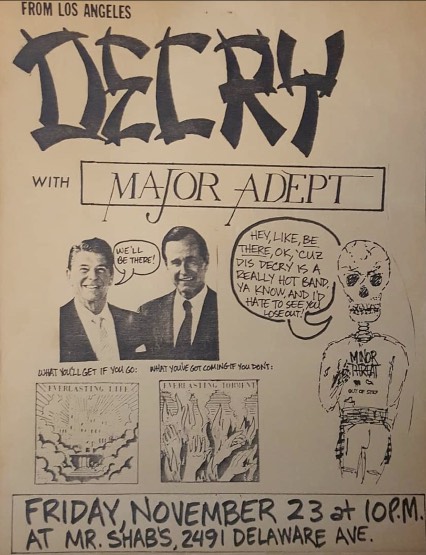 FROM LOS ANGELES
DECRY
WITH MAJOR ADEPT
WE'LL
BE THERE!
HEY, LIKE, BE
THERE, OK, 'CUZ
DIS DECRY IS A
REALLY HOT BAND,
YA KNOW, AND I'D
HATE TO SEE YOU
LOSE OUT!
MINOR
THREAT
OUT OF STEP
WHAT YOU'LL GET IF YOU GO:
WHAT YOU'VE GOT COMING IF YOU DON'T:
EVERLASTING LIFE
EVERLASTING TORMENT
FRIDAY, NOVEMBER 23 at 10P.M.
AT MR. SHABS, 2491 DELAWARE AVE.